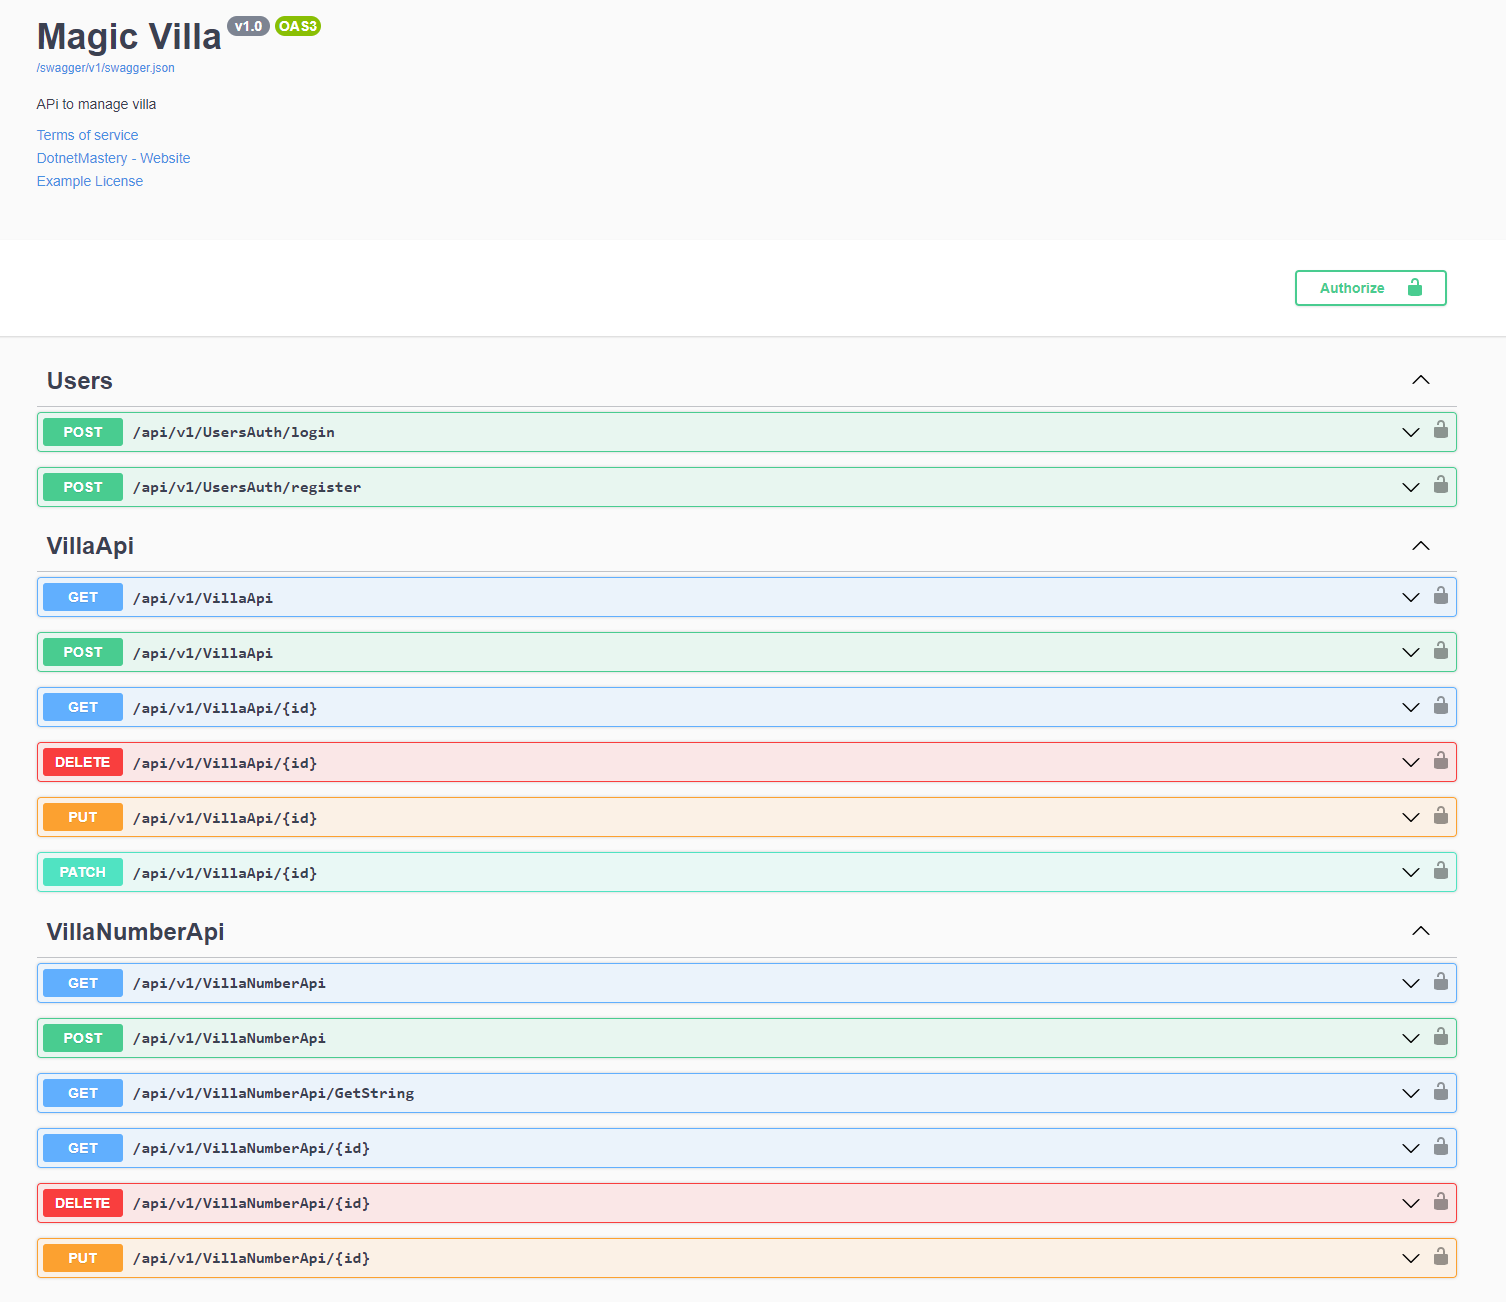 Magic Villa v1.0 OAS3
/swagger/v1/swagger.json
APi to manage villa
Terms of service
DotnetMastery - Website
Example License
Authorize
Users
POST /api/v1/UsersAuth/login
POST /api/v1/UsersAuth/register
VillaApi
GET /api/v1/VillaApi
POST /api/v1/VillaApi
GET /api/v1/VillaApi/{id}
DELETE /api/v1/VillaApi/{id}
PUT /api/v1/VillaApi/{id}
PATCH /api/v1/VillaApi/{id}
VillaNumberApi
GET /api/v1/VillaNumberApi
POST /api/v1/VillaNumberApi
GET /api/v1/VillaNumberApi/GetString
GET /api/v1/VillaNumberApi/{id}
DELETE /api/v1/VillaNumberApi/{id}
PUT /api/v1/VillaNumberApi/{id}